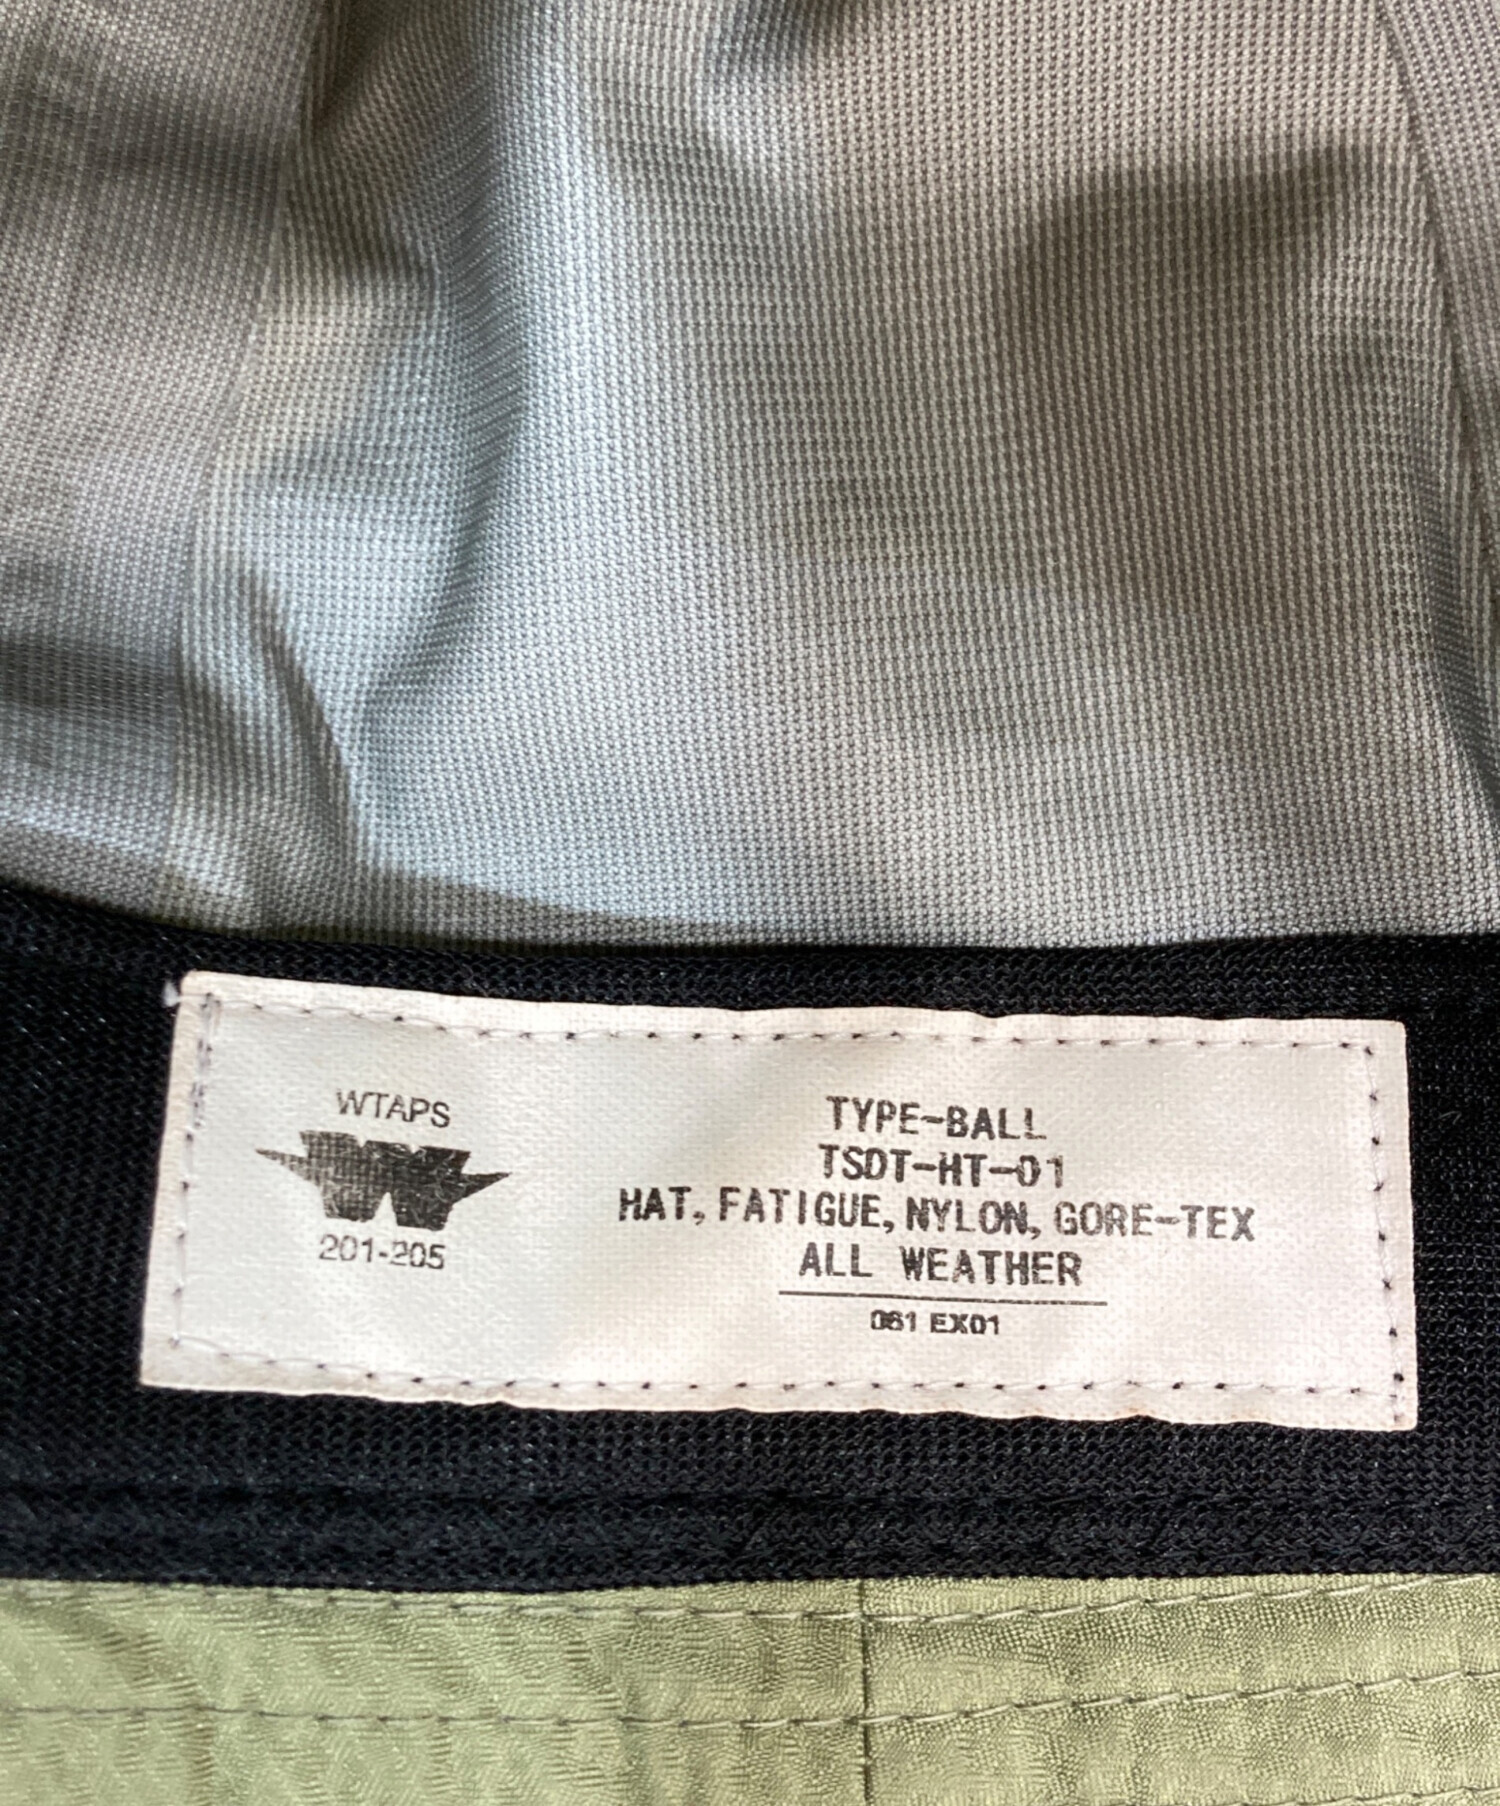 WTAPS
201-205
TYPE-BALL
TSDT-HT-01
HAT, FATIGUE, NYLON, GORE-TEX
ALL WEATHER
061 EX01